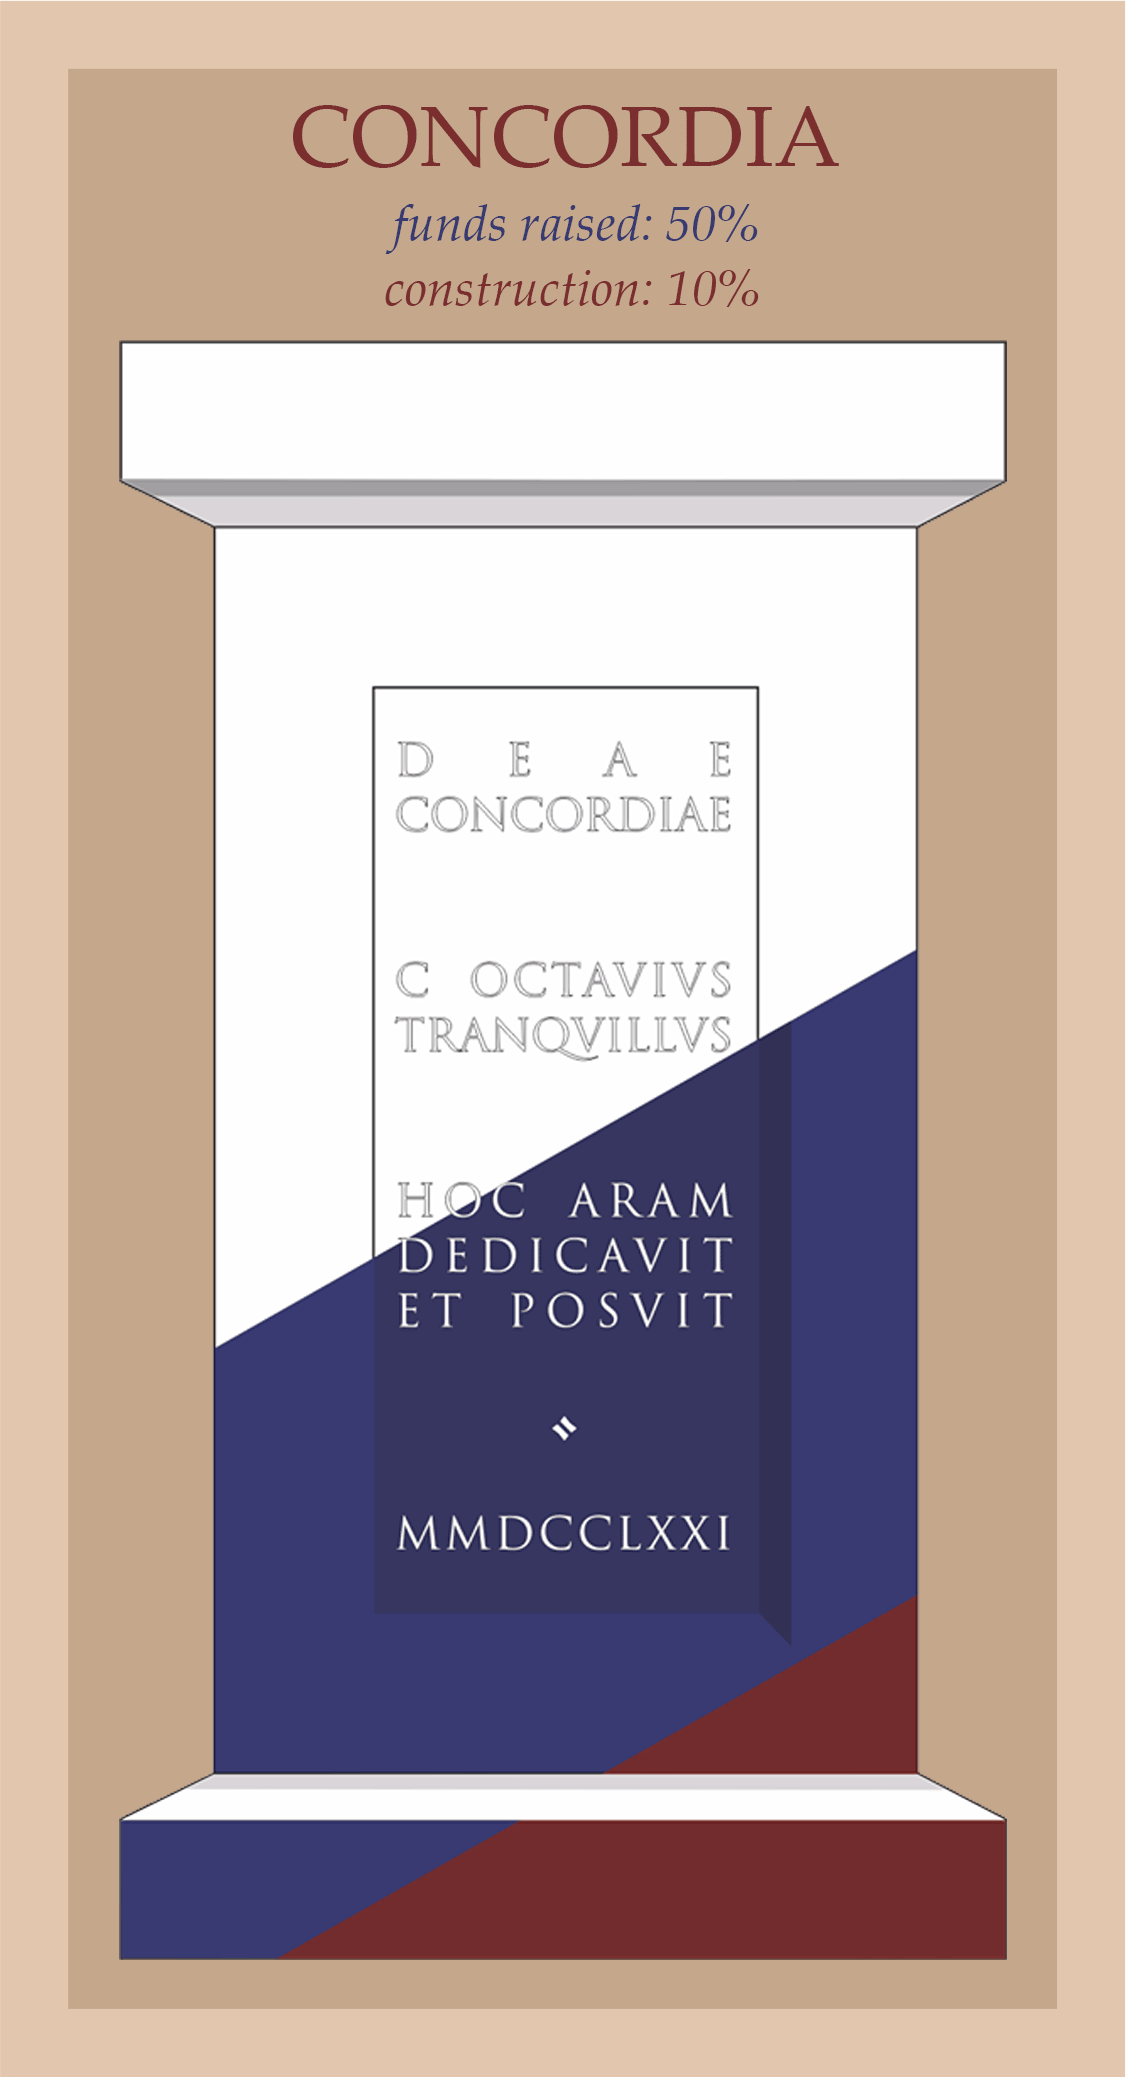 CONCORDIA
funds raised: 50%
construction: 10%
D E A E
CONCORDIAE
C OCTAVIVS
TRANQVILLVS
HOC ARAM
DEDICAVIT
ET POSVIT
MMDCCLXXI